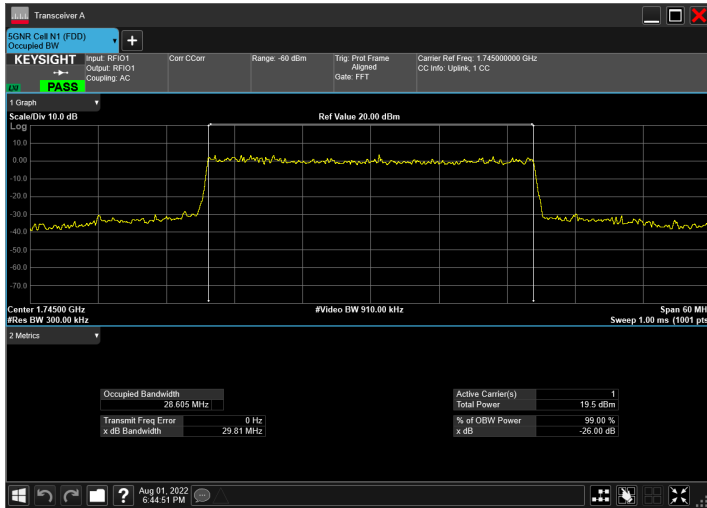 Transceiver A
5GNR Cell N1 (FDD)
Occupied BW
KEYSIGHT
LXI
PASS
Input: RFIO1
Output: RFIO1
Coupling: AC
Corr CCorr
Range: -60 dBm
Trig: Prot Frame
Aligned
Gate: FFT
Carrier Ref Freq: 1.745000000 GHz
CC Info: Uplink, 1 CC
1 Graph
Scale/Div 10.0 dB
Ref Value 20.00 dBm
Log
10.0
0.00
-10.0
-20.0
-30.0
-40.0
-50.0
-60.0
-70.0
Center 1.74500 GHz
#Video BW 910.00 kHz
Span 60 MH
#Res BW 300.00 kHz
Sweep 1.00 ms (1001 pts
2 Metrics
Occupied Bandwidth
28.605 MHz
Active Carrier(s) 1
Total Power 19.5 dBm
Transmit Freq Error 0 Hz
x dB Bandwidth 29.81 MHz
% of OBW Power 99.00 %
x dB -26.00 dB
?
Aug 01, 2022
6:44:51 PM